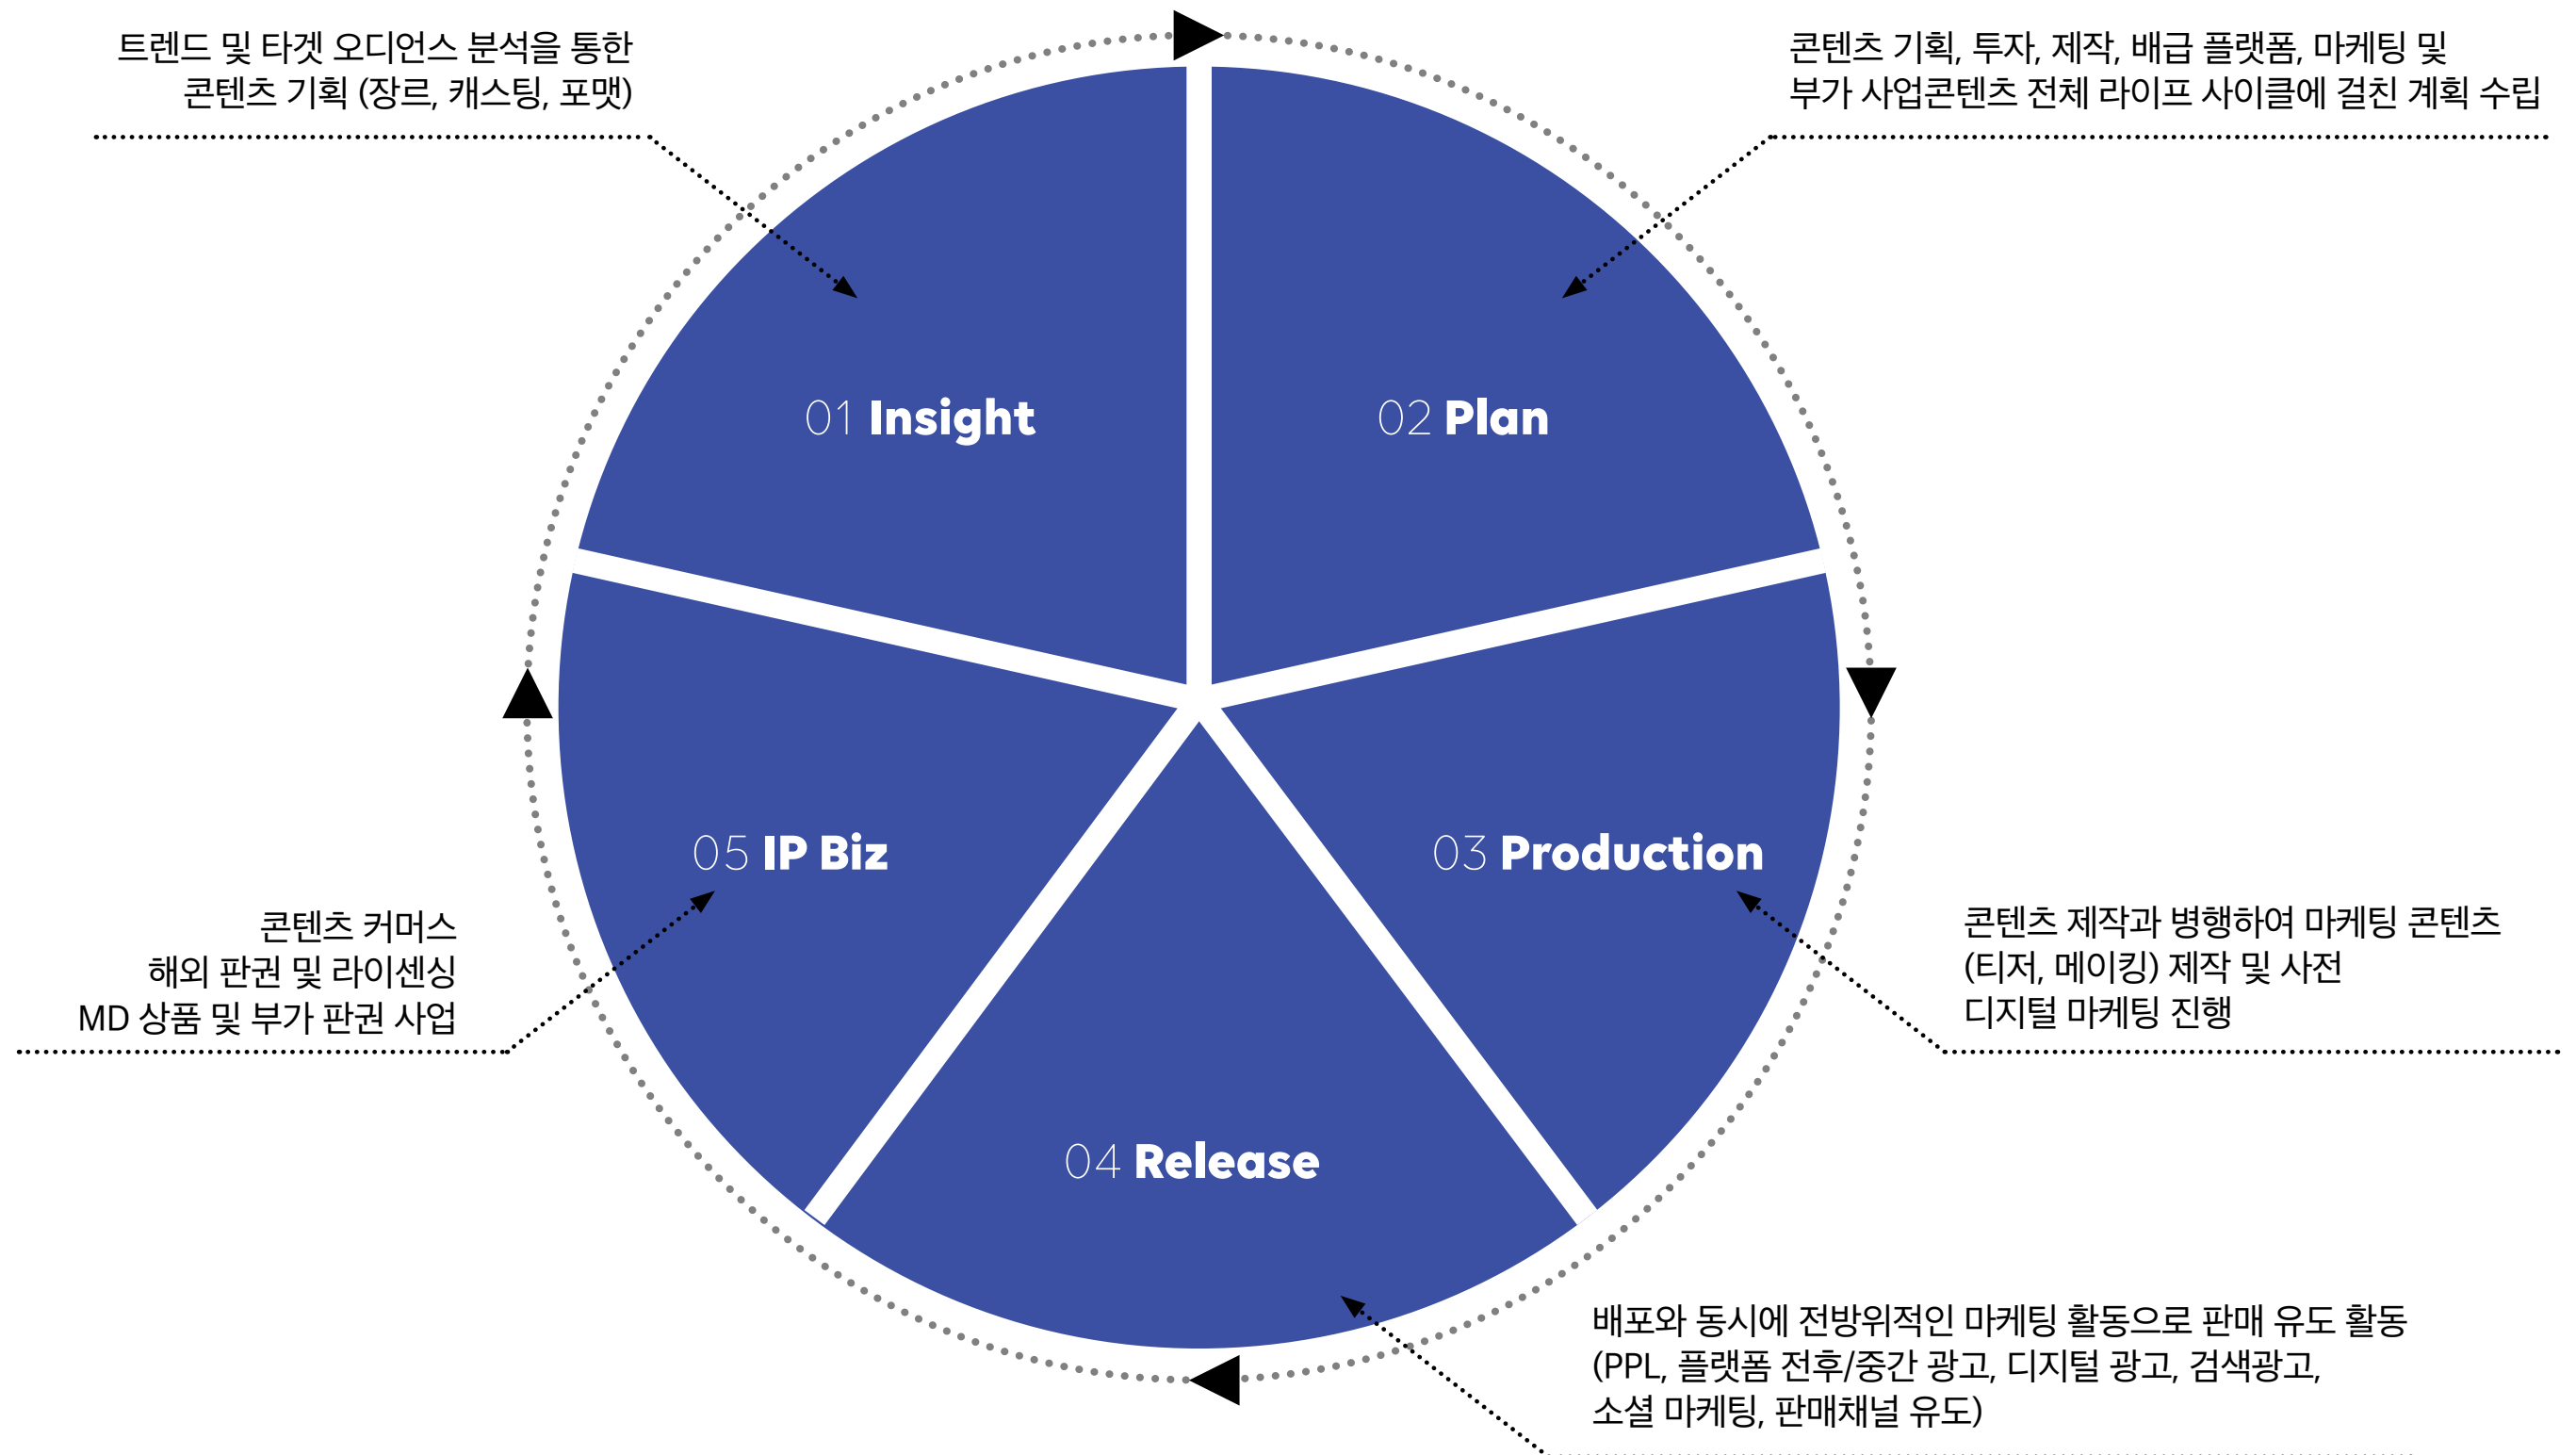 트렌드 및 타겟 오디언스 분석을 통한
콘텐츠 기획 (장르, 캐스팅, 포맷)
콘텐츠 기획, 투자, 제작, 배급 플랫폼, 마케팅 및
부가 사업콘텐츠 전체 라이프 사이클에 걸친 계획 수립
01 Insight
02 Plan
05 IP Biz
03 Production
콘텐츠 커머스
해외 판권 및 라이센싱
MD 상품 및 부가 판권 사업
콘텐츠 제작과 병행하여 마케팅 콘텐츠
(티저, 메이킹) 제작 및 사전
디지털 마케팅 진행
04 Release
배포와 동시에 전방위적인 마케팅 활동으로 판매 유도 활동
(PPL, 플랫폼 전후/중간 광고, 디지털 광고, 검색광고,
소셜 마케팅, 판매채널 유도)